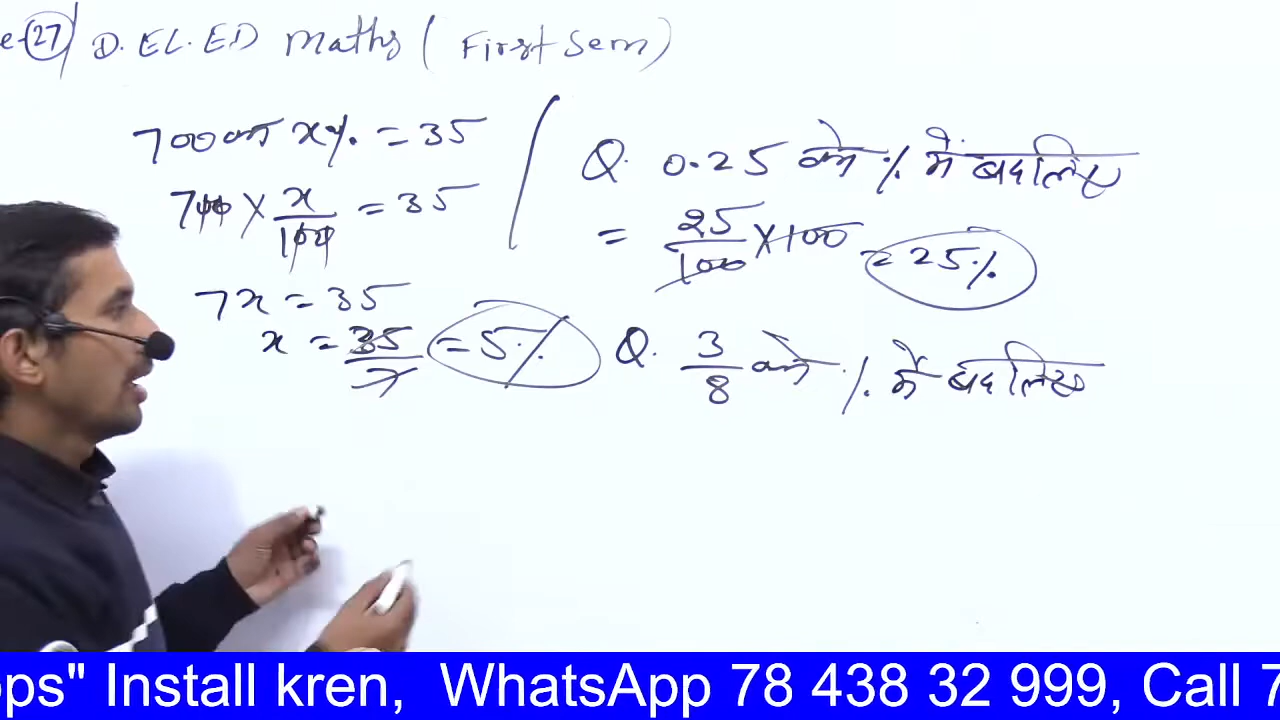 e-27 D.EL.ED Maths ( First Sem )
700 का x% = 35
700 × x/100 = 35
7x = 35
x = 35/7 = 5%
Q. 0.25 को % में बदलिए
= 25/100 × 100 = 25%
Q. 3/8 को % में बदलिए
ops" Install kren, WhatsApp 78 438 32 999, Call 7